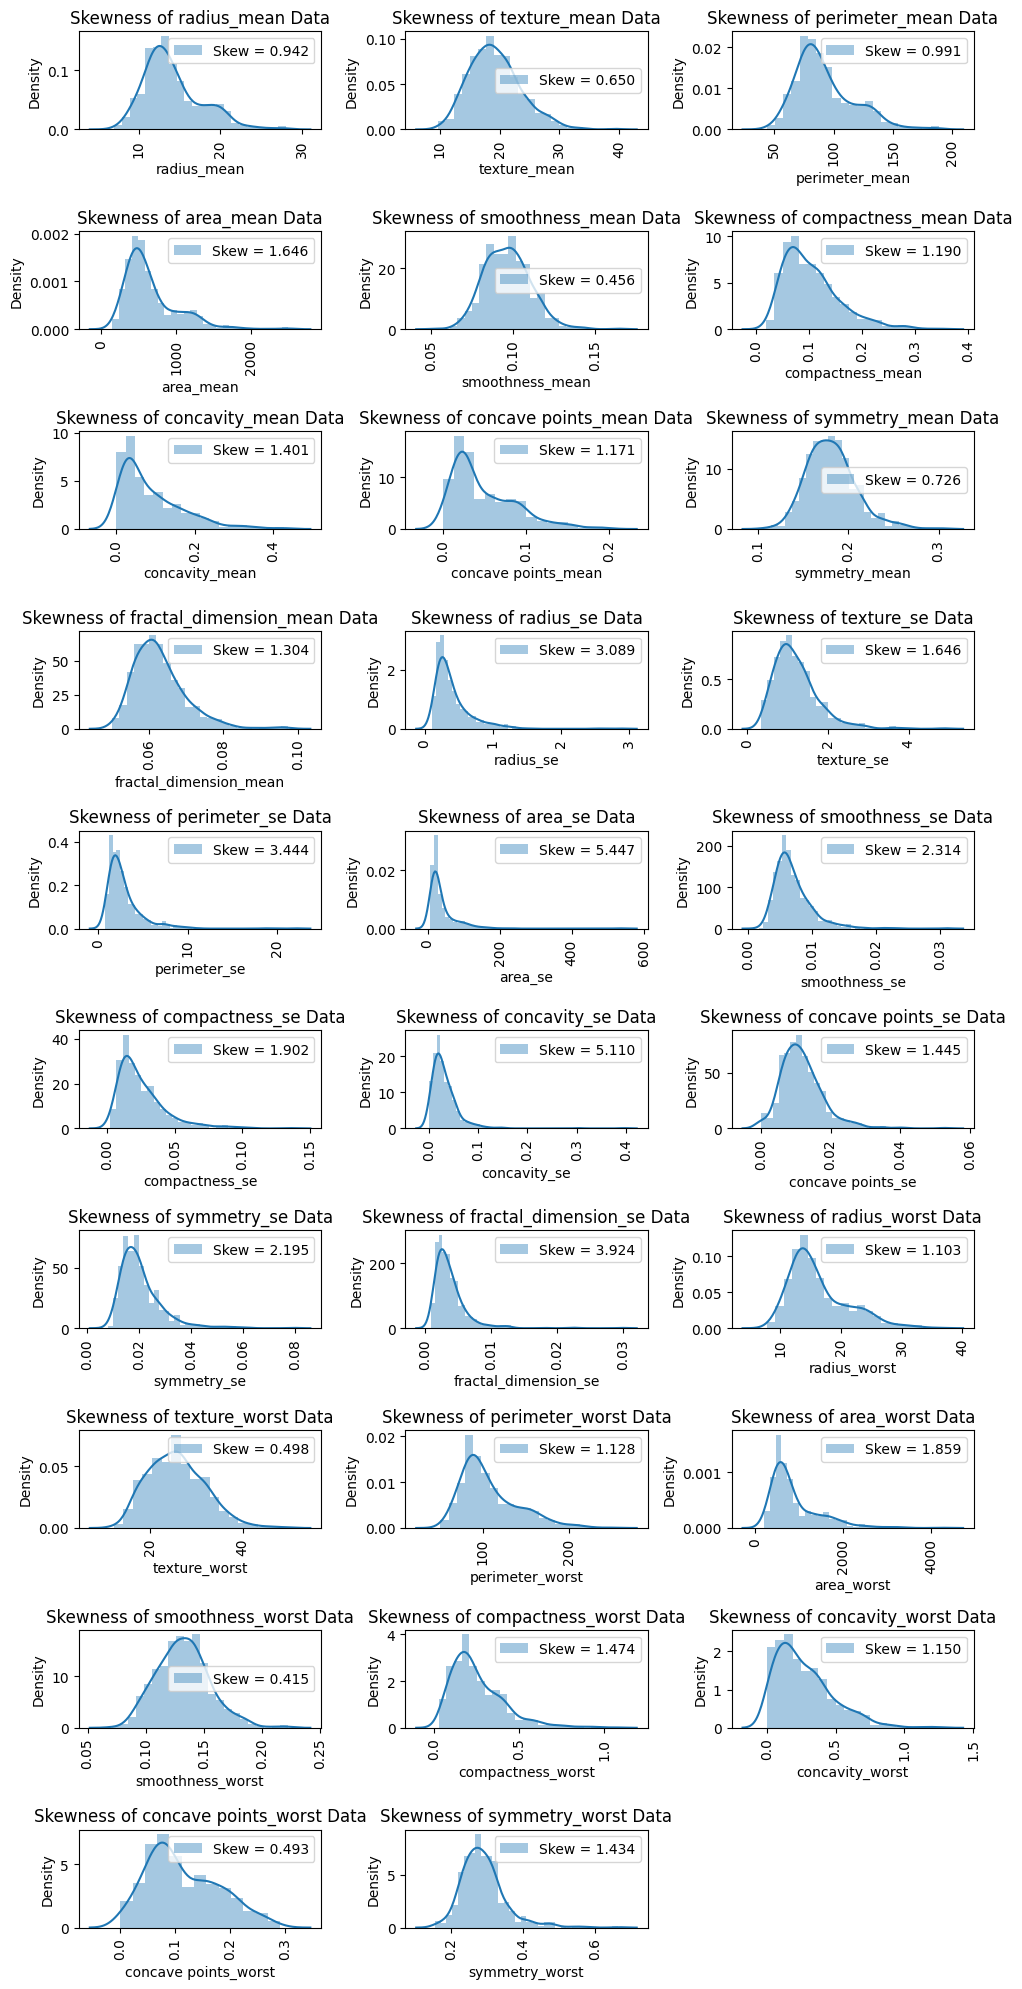 Skewness of radius_mean Data
Skew = 0.942
0.1
0.0
Density
10
20
30
radius_mean
Skewness of texture_mean Data
Skew = 0.650
0.10
0.05
0.00
Density
10
20
30
40
texture_mean
Skewness of perimeter_mean Data
Skew = 0.991
0.02
0.01
0.00
Density
50
100
150
200
perimeter_mean
Skewness of area_mean Data
Skew = 1.646
0.002
0.001
0.000
Density
0
1000
2000
area_mean
Skewness of smoothness_mean Data
Skew = 0.456
20
0
Density
0.05
0.10
0.15
smoothness_mean
Skewness of compactness_mean Data
Skew = 1.190
10
5
0
Density
0.0
0.1
0.2
0.3
0.4
compactness_mean
Skewness of concavity_mean Data
Skew = 1.401
10
5
0
Density
0.0
0.2
0.4
concavity_mean
Skewness of concave points_mean Data
Skew = 1.171
10
0
Density
0.0
0.1
0.2
concave points_mean
Skewness of symmetry_mean Data
Skew = 0.726
10
0
Density
0.1
0.2
0.3
symmetry_mean
Skewness of fractal_dimension_mean Data
Skew = 1.304
50
25
0
Density
0.06
0.08
0.10
fractal_dimension_mean
Skewness of radius_se Data
Skew = 3.089
2
0
Density
0
1
2
3
radius_se
Skewness of texture_se Data
Skew = 1.646
0.5
0.0
Density
0
2
4
texture_se
Skewness of perimeter_se Data
Skew = 3.444
0.4
0.2
0.0
Density
0
10
20
perimeter_se
Skewness of area_se Data
Skew = 5.447
0.02
0.00
Density
0
200
400
600
area_se
Skewness of smoothness_se Data
Skew = 2.314
200
100
0
Density
0.00
0.01
0.02
0.03
smoothness_se
Skewness of compactness_se Data
Skew = 1.902
40
20
0
Density
0.00
0.05
0.10
0.15
compactness_se
Skewness of concavity_se Data
Skew = 5.110
20
10
0
Density
0.0
0.1
0.2
0.3
0.4
concavity_se
Skewness of concave points_se Data
Skew = 1.445
50
0
Density
0.00
0.02
0.04
0.06
concave points_se
Skewness of symmetry_se Data
Skew = 2.195
50
0
Density
0.00
0.02
0.04
0.06
0.08
symmetry_se
Skewness of fractal_dimension_se Data
Skew = 3.924
200
0
Density
0.00
0.01
0.02
0.03
fractal_dimension_se
Skewness of radius_worst Data
Skew = 1.103
0.10
0.05
0.00
Density
10
20
30
40
radius_worst
Skewness of texture_worst Data
Skew = 0.498
0.05
0.00
Density
20
40
texture_worst
Skewness of perimeter_worst Data
Skew = 1.128
0.02
0.01
0.00
Density
100
200
perimeter_worst
Skewness of area_worst Data
Skew = 1.859
0.001
0.000
Density
0
2000
4000
area_worst
Skewness of smoothness_worst Data
Skew = 0.415
10
0
Density
0.05
0.10
0.15
0.20
0.25
smoothness_worst
Skewness of compactness_worst Data
Skew = 1.474
4
2
0
Density
0.0
0.5
1.0
compactness_worst
Skewness of concavity_worst Data
Skew = 1.150
2
1
0
Density
0.0
0.5
1.0
1.5
concavity_worst
Skewness of concave points_worst Data
Skew = 0.493
5
0
Density
0.0
0.1
0.2
0.3
concave points_worst
Skewness of symmetry_worst Data
Skew = 1.434
5
0
Density
0.2
0.4
0.6
symmetry_worst